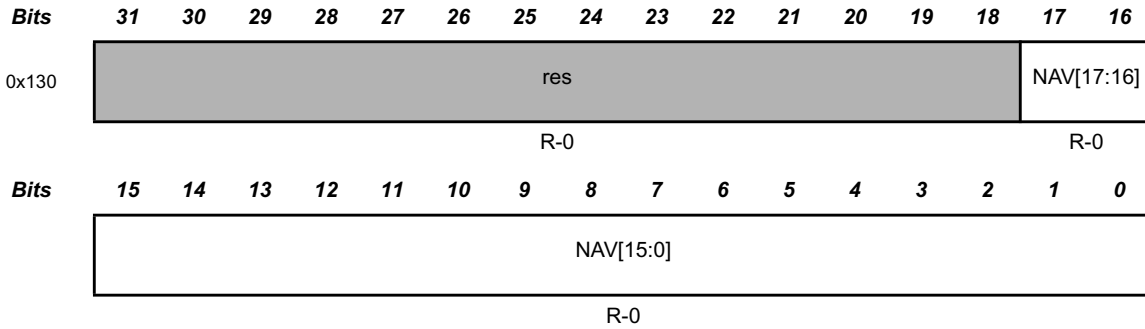 Bits 31 30 29 28 27 26 25 24 23 22 21 20 19 18 17 16
0x130 res NAV[17:16]
R-0 R-0
Bits 15 14 13 12 11 10 9 8 7 6 5 4 3 2 1 0
NAV[15:0]
R-0